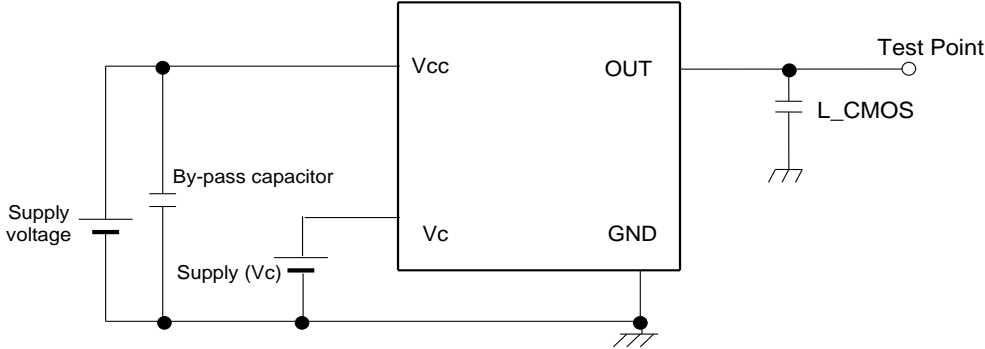 Test Point
Vcc
OUT
L_CMOS
By-pass capacitor
Supply
voltage
Vc
GND
Supply (Vc)